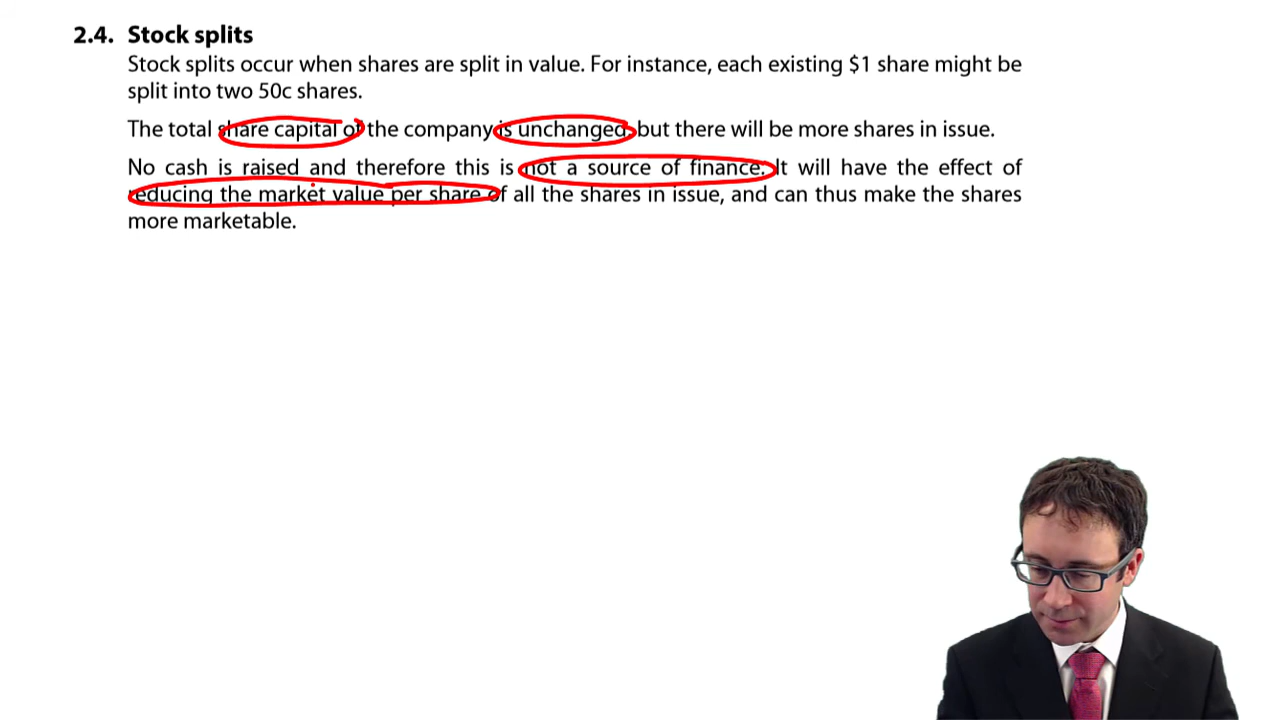 2.4. Stock splits
Stock splits occur when shares are split in value. For instance, each existing $1 share might be
split into two 50c shares.
The total share capital of the company is unchanged, but there will be more shares in issue.
No cash is raised and therefore this is not a source of finance. It will have the effect of
reducing the market value per share of all the shares in issue, and can thus make the shares
more marketable.